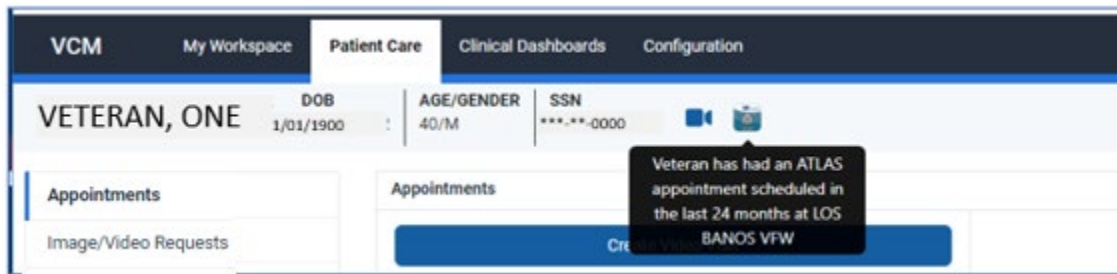 VCM My Workspace Patient Care Clinical Dashboards Configuration
VETERAN, ONE DOB AGE/GENDER SSN
1/01/1900 : 40/M ***-**-0000
Veteran has had an ATLAS
appointment scheduled in
the last 24 months at LOS
BANOS VFW
Appointments
Image/Video Requests
Appointments